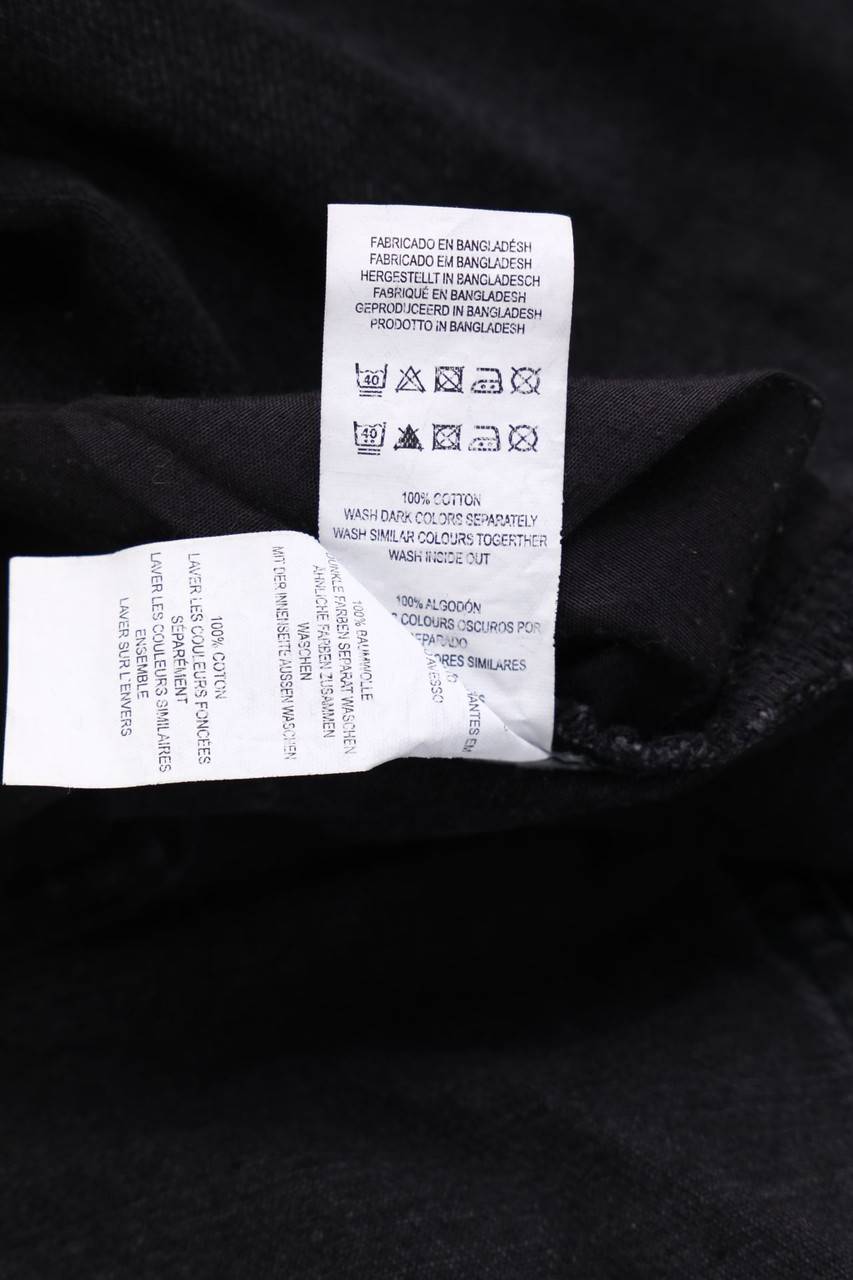 FABRICADO EN BANGLADÉSH
FABRICADO EM BANGLADESH
HERGESTELLT IN BANGLADESCH
FABRIQUÉ EN BANGLADESH
GEPRODUCEERD IN BANGLADESH
PRODOTTO IN BANGLADESH
40
40
100% COTTON
WASH DARK COLORS SEPARATELY
WASH SIMILAR COLOURS TOGERTHER
WASH INSIDE OUT
100% ALGODÓN
COLOURS OSCUROS POR
SIMILARES
100% BAUMWOLLE
DUNKLE FARBEN SEPARAT WASCHEN
ÄHNLICHE FARBEN ZUSAMMEN
WASCHEN
MIT DER INNENSEITE AUSSEN WASCHEN
100% COTON
LAVER LES COULEURS FONCÉES
SÉPARÉMENT
LAVER LES COULEURS SIMILAIRES
ENSEMBLE
LAVER SUR L'ENVERS